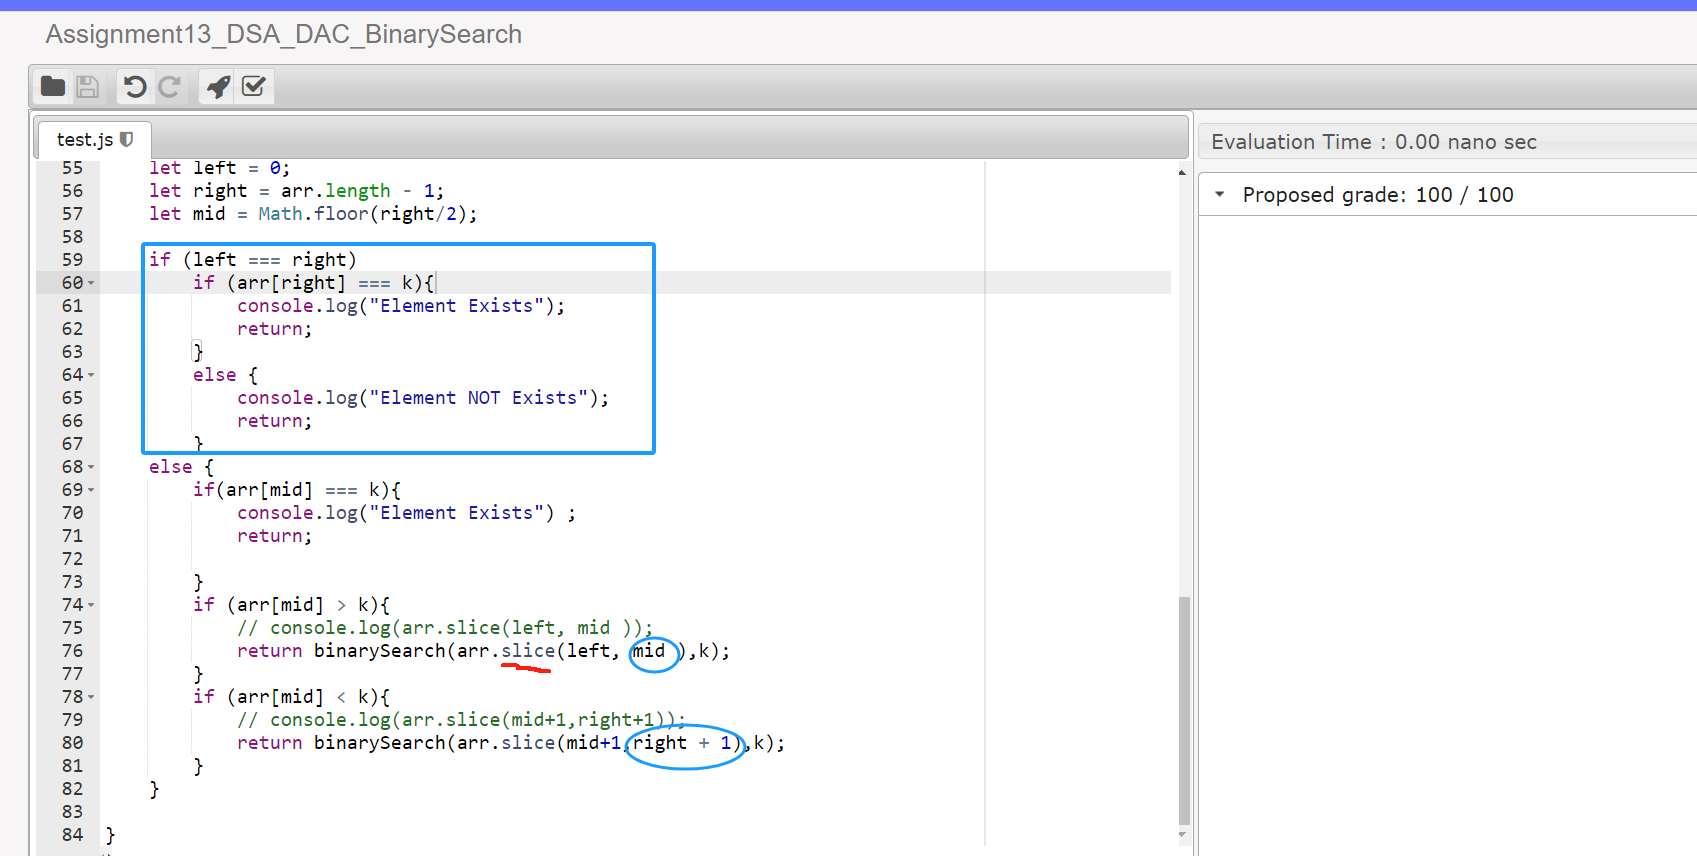 Assignment13_DSA_DAC_BinarySearch
test.js
Evaluation Time : 0.00 nano sec
Proposed grade: 100 / 100
55 let left = 0;
56 let right = arr.length - 1;
57 let mid = Math.floor(right/2);
58
59 if (left === right)
60 if (arr[right] === k){
61 console.log("Element Exists");
62 return;
63 }
64 else {
65 console.log("Element NOT Exists");
66 return;
67 }
68 else {
69 if(arr[mid] === k){
70 console.log("Element Exists") ;
71 return;
72
73 }
74 if (arr[mid] > k){
75 // console.log(arr.slice(left, mid ));
76 return binarySearch(arr.slice(left, mid ),k);
77 }
78 if (arr[mid] < k){
79 // console.log(arr.slice(mid+1,right+1));
80 return binarySearch(arr.slice(mid+1,right + 1),k);
81 }
82 }
83
84 }